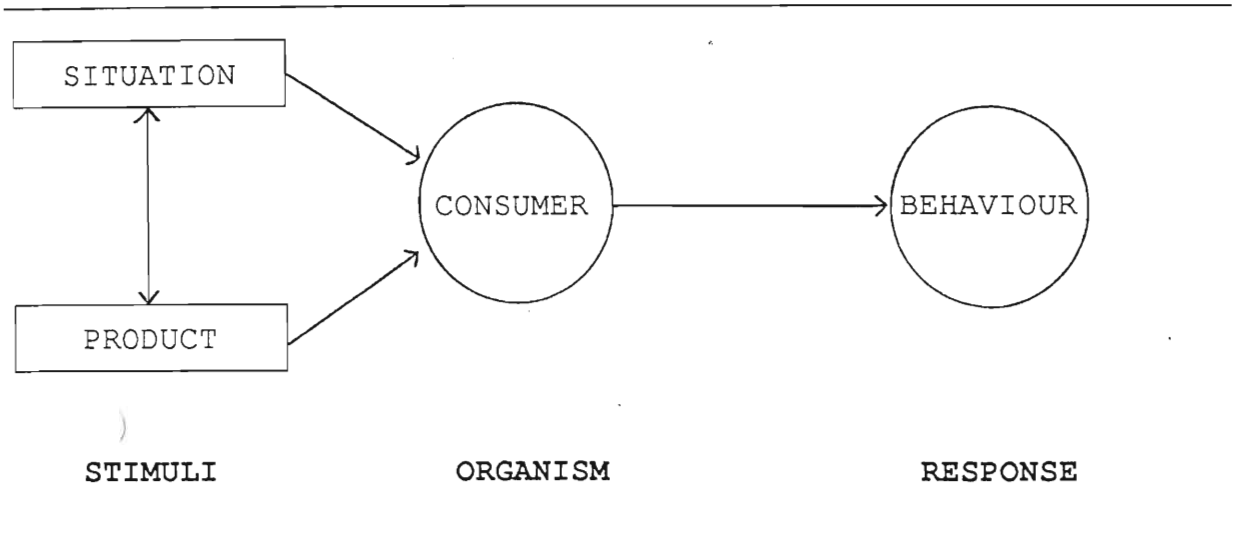 SITUATION
CONSUMER
BEHAVIOUR
PRODUCT
STIMULI
ORGANISM
RESPONSE